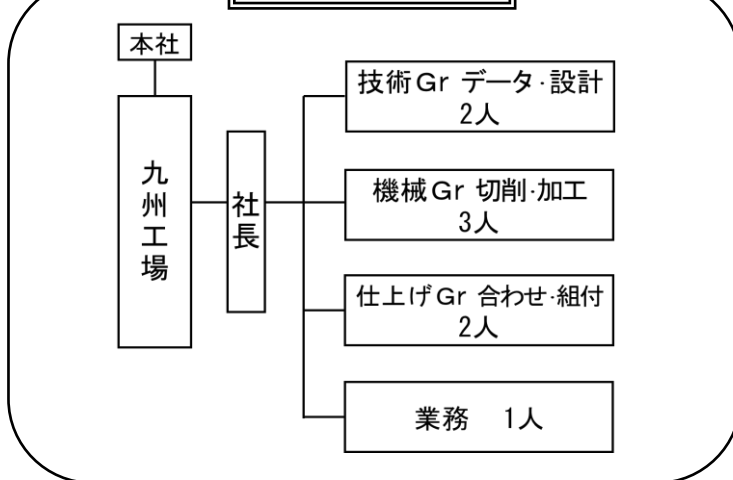 本社
九州工場
社長
技術Gr データ・設計
2人
機械Gr 切削・加工
3人
仕上げGr 合わせ・組付
2人
業務 1人